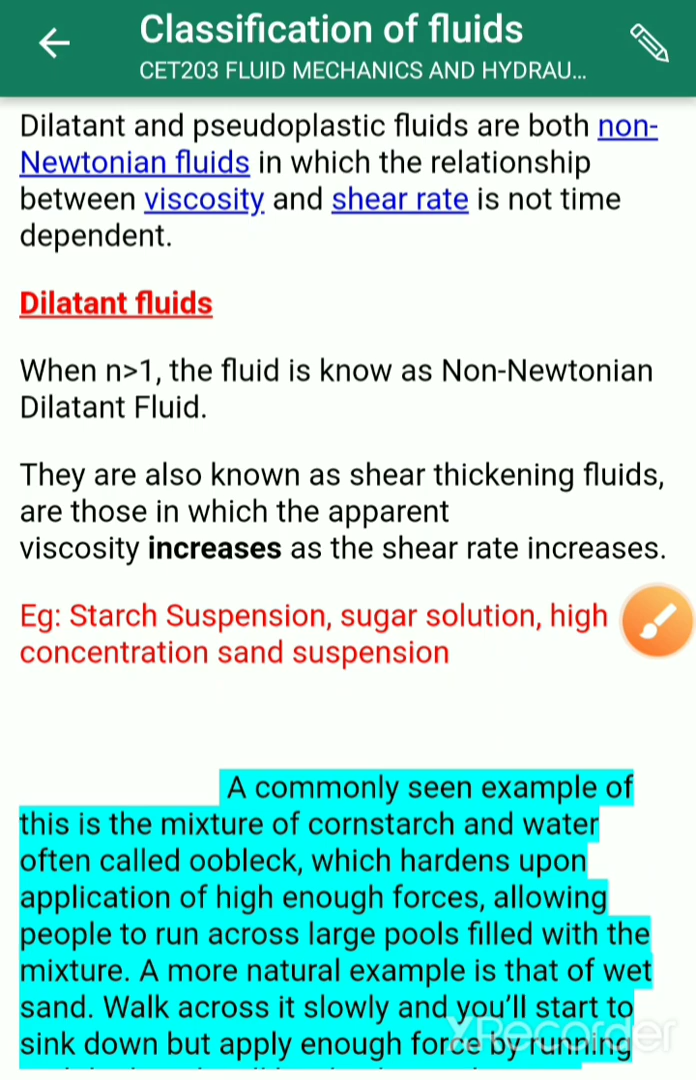 Classification of fluids
CET203 FLUID MECHANICS AND HYDRAU...
Dilatant and pseudoplastic fluids are both non-
Newtonian fluids in which the relationship
between viscosity and shear rate is not time
dependent.
Dilatant fluids
When n>1, the fluid is know as Non-Newtonian
Dilatant Fluid.
They are also known as shear thickening fluids,
are those in which the apparent
viscosity increases as the shear rate increases.
Eg: Starch Suspension, sugar solution, high
concentration sand suspension
A commonly seen example of
this is the mixture of cornstarch and water
often called oobleck, which hardens upon
application of high enough forces, allowing
people to run across large pools filled with the
mixture. A more natural example is that of wet
sand. Walk across it slowly and you'll start to
sink down but apply enough force by running
XRecorder